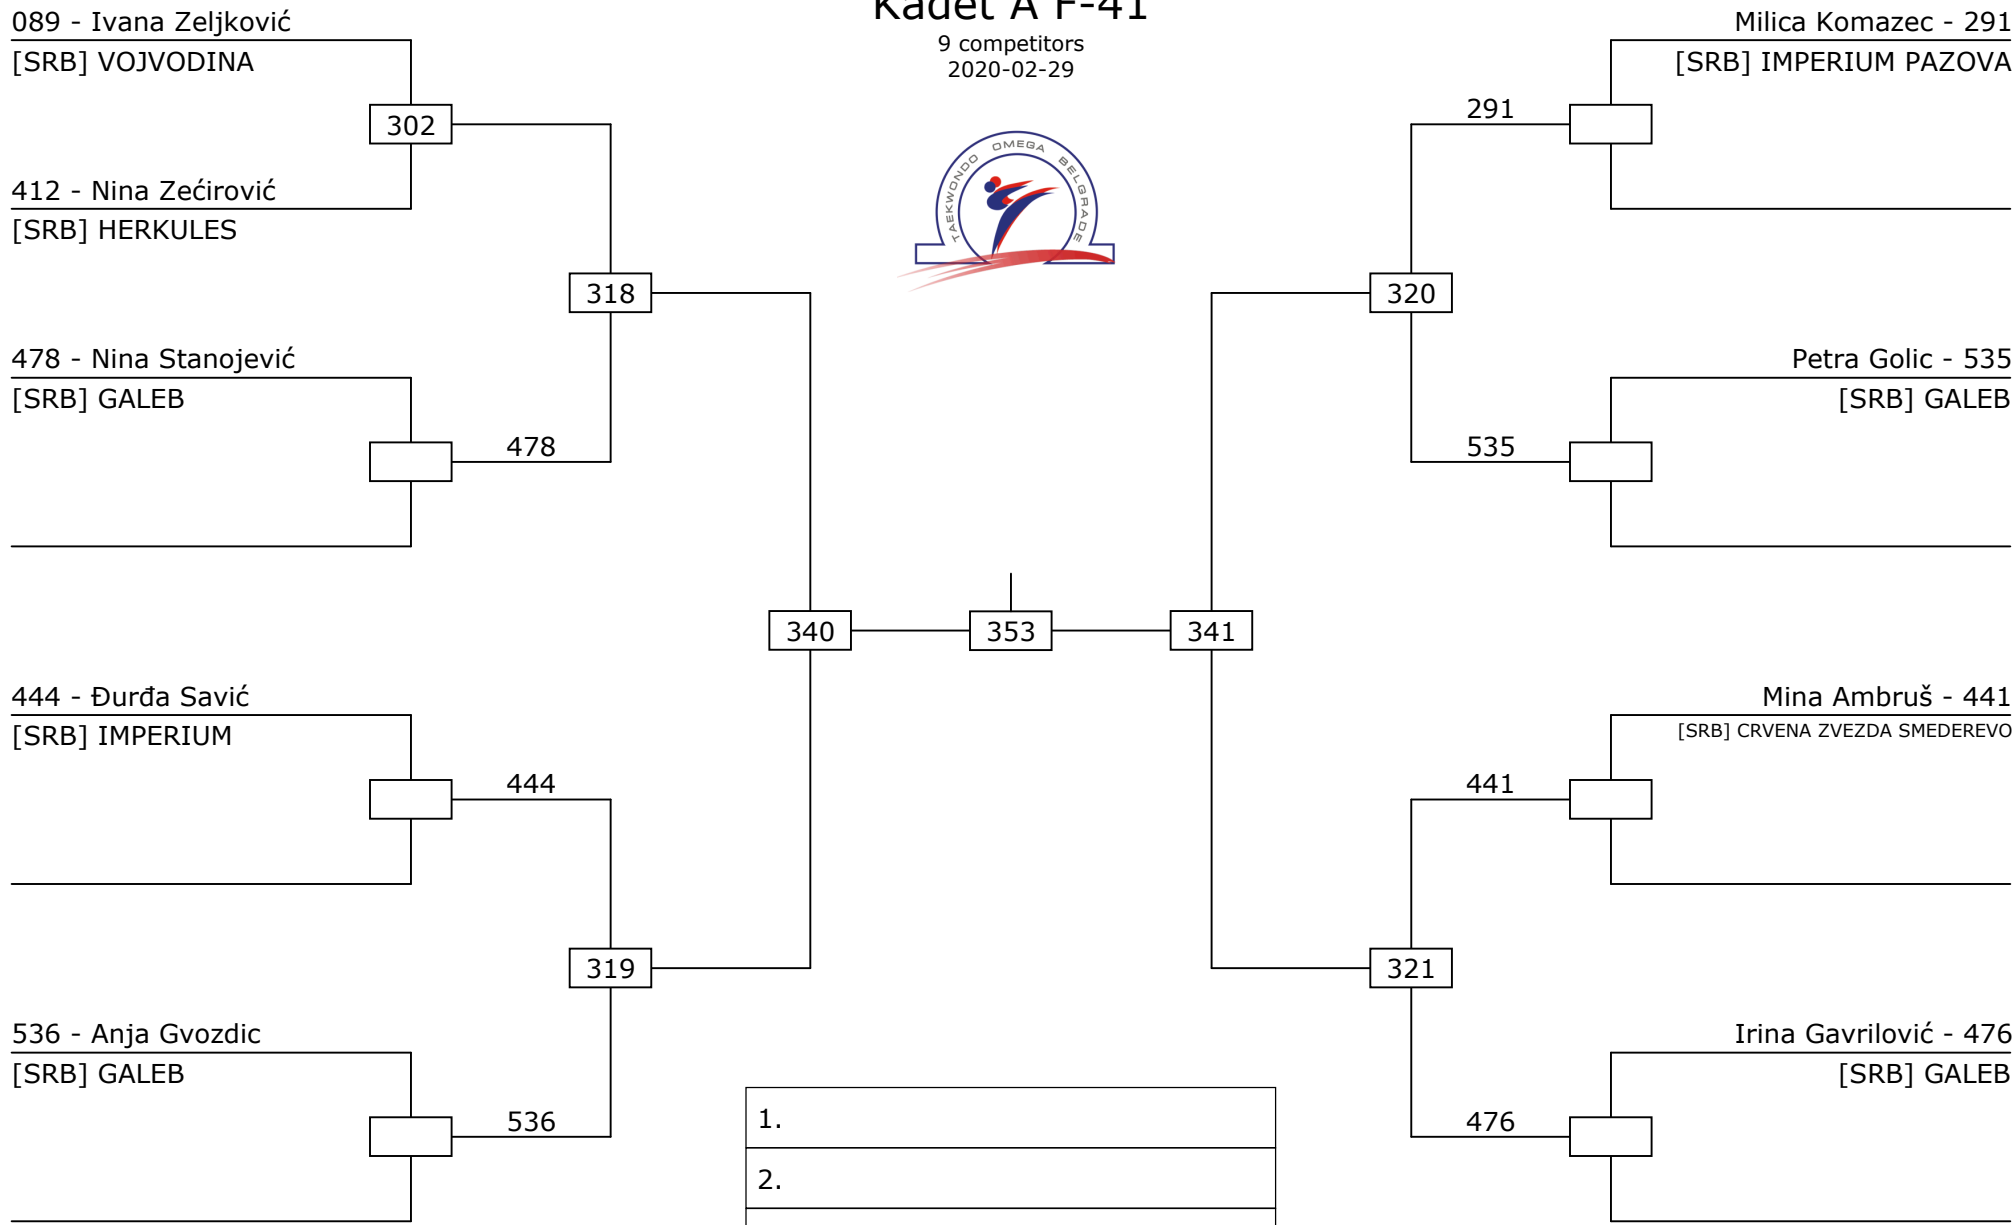 Kadet A F-41
9 competitors
2020-02-29
TAEKWONDO OMEGA BELGRADE
089 - Ivana Zeljković
[SRB] VOJVODINA
302
412 - Nina Zećirović
[SRB] HERKULES
318
478 - Nina Stanojević
[SRB] GALEB
478
340
444 - Đurđa Savić
[SRB] IMPERIUM
444
319
536 - Anja Gvozdic
[SRB] GALEB
536
353
Milica Komazec - 291
[SRB] IMPERIUM PAZOVA
291
320
Petra Golic - 535
[SRB] GALEB
535
341
Mina Ambruš - 441
[SRB] CRVENA ZVEZDA SMEDEREVO
441
321
Irina Gavrilović - 476
[SRB] GALEB
476
1.
2.